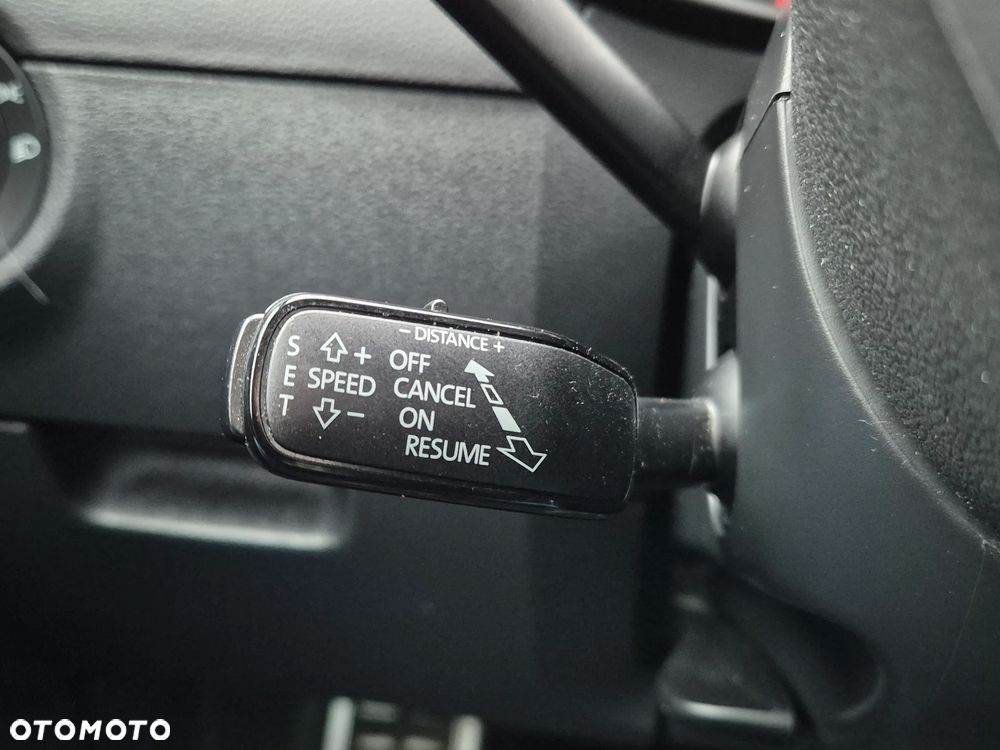 - DISTANCE +
S E T
+ OFF
SPEED CANCEL
- ON
RESUME
OTOMOTO